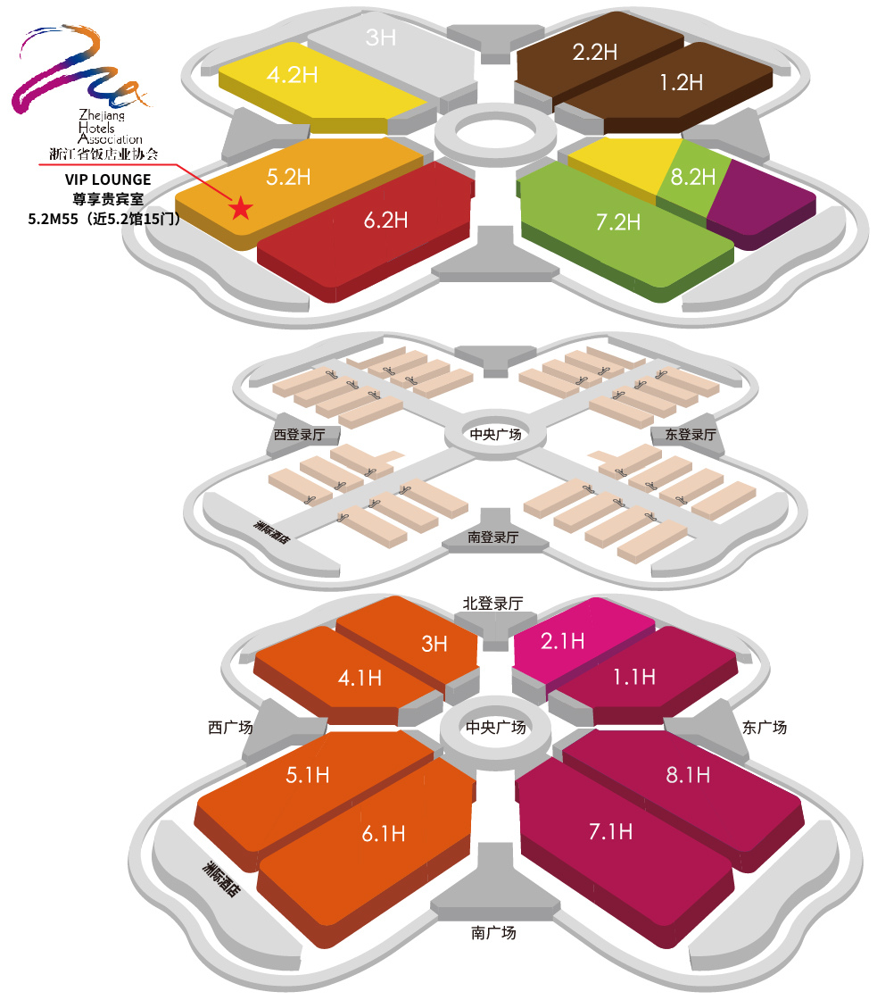 3H
2.2H
4.2H
1.2H
Zhejiang
Hotels
Association
浙江省饭店业协会
VIP LOUNGE
尊享贵宾室
5.2M55（近5.2馆15门）
5.2H
8.2H
6.2H
7.2H
西登录厅
中央广场
东登录厅
洲际酒店
南登录厅
北登录厅
3H
2.1H
4.1H
1.1H
西广场
中央广场
东广场
5.1H
8.1H
6.1H
7.1H
洲际酒店
南广场